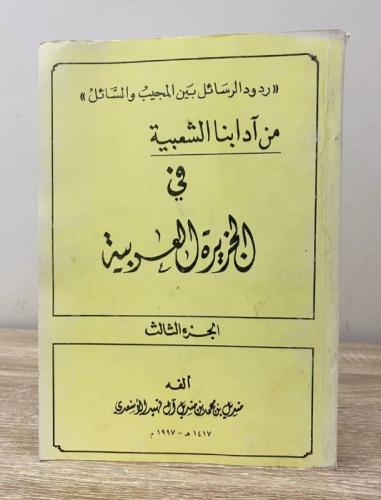 «ردود الرسائل بين المجيب والسائل»
من آدابنا الشعبية
في
الجزيرة العربية
الجزء الثالث
ألفه
منديل بن محمد بن منديل آل فهيد الأسعدي
١٤١٧ هـ - ١٩٩٧ م